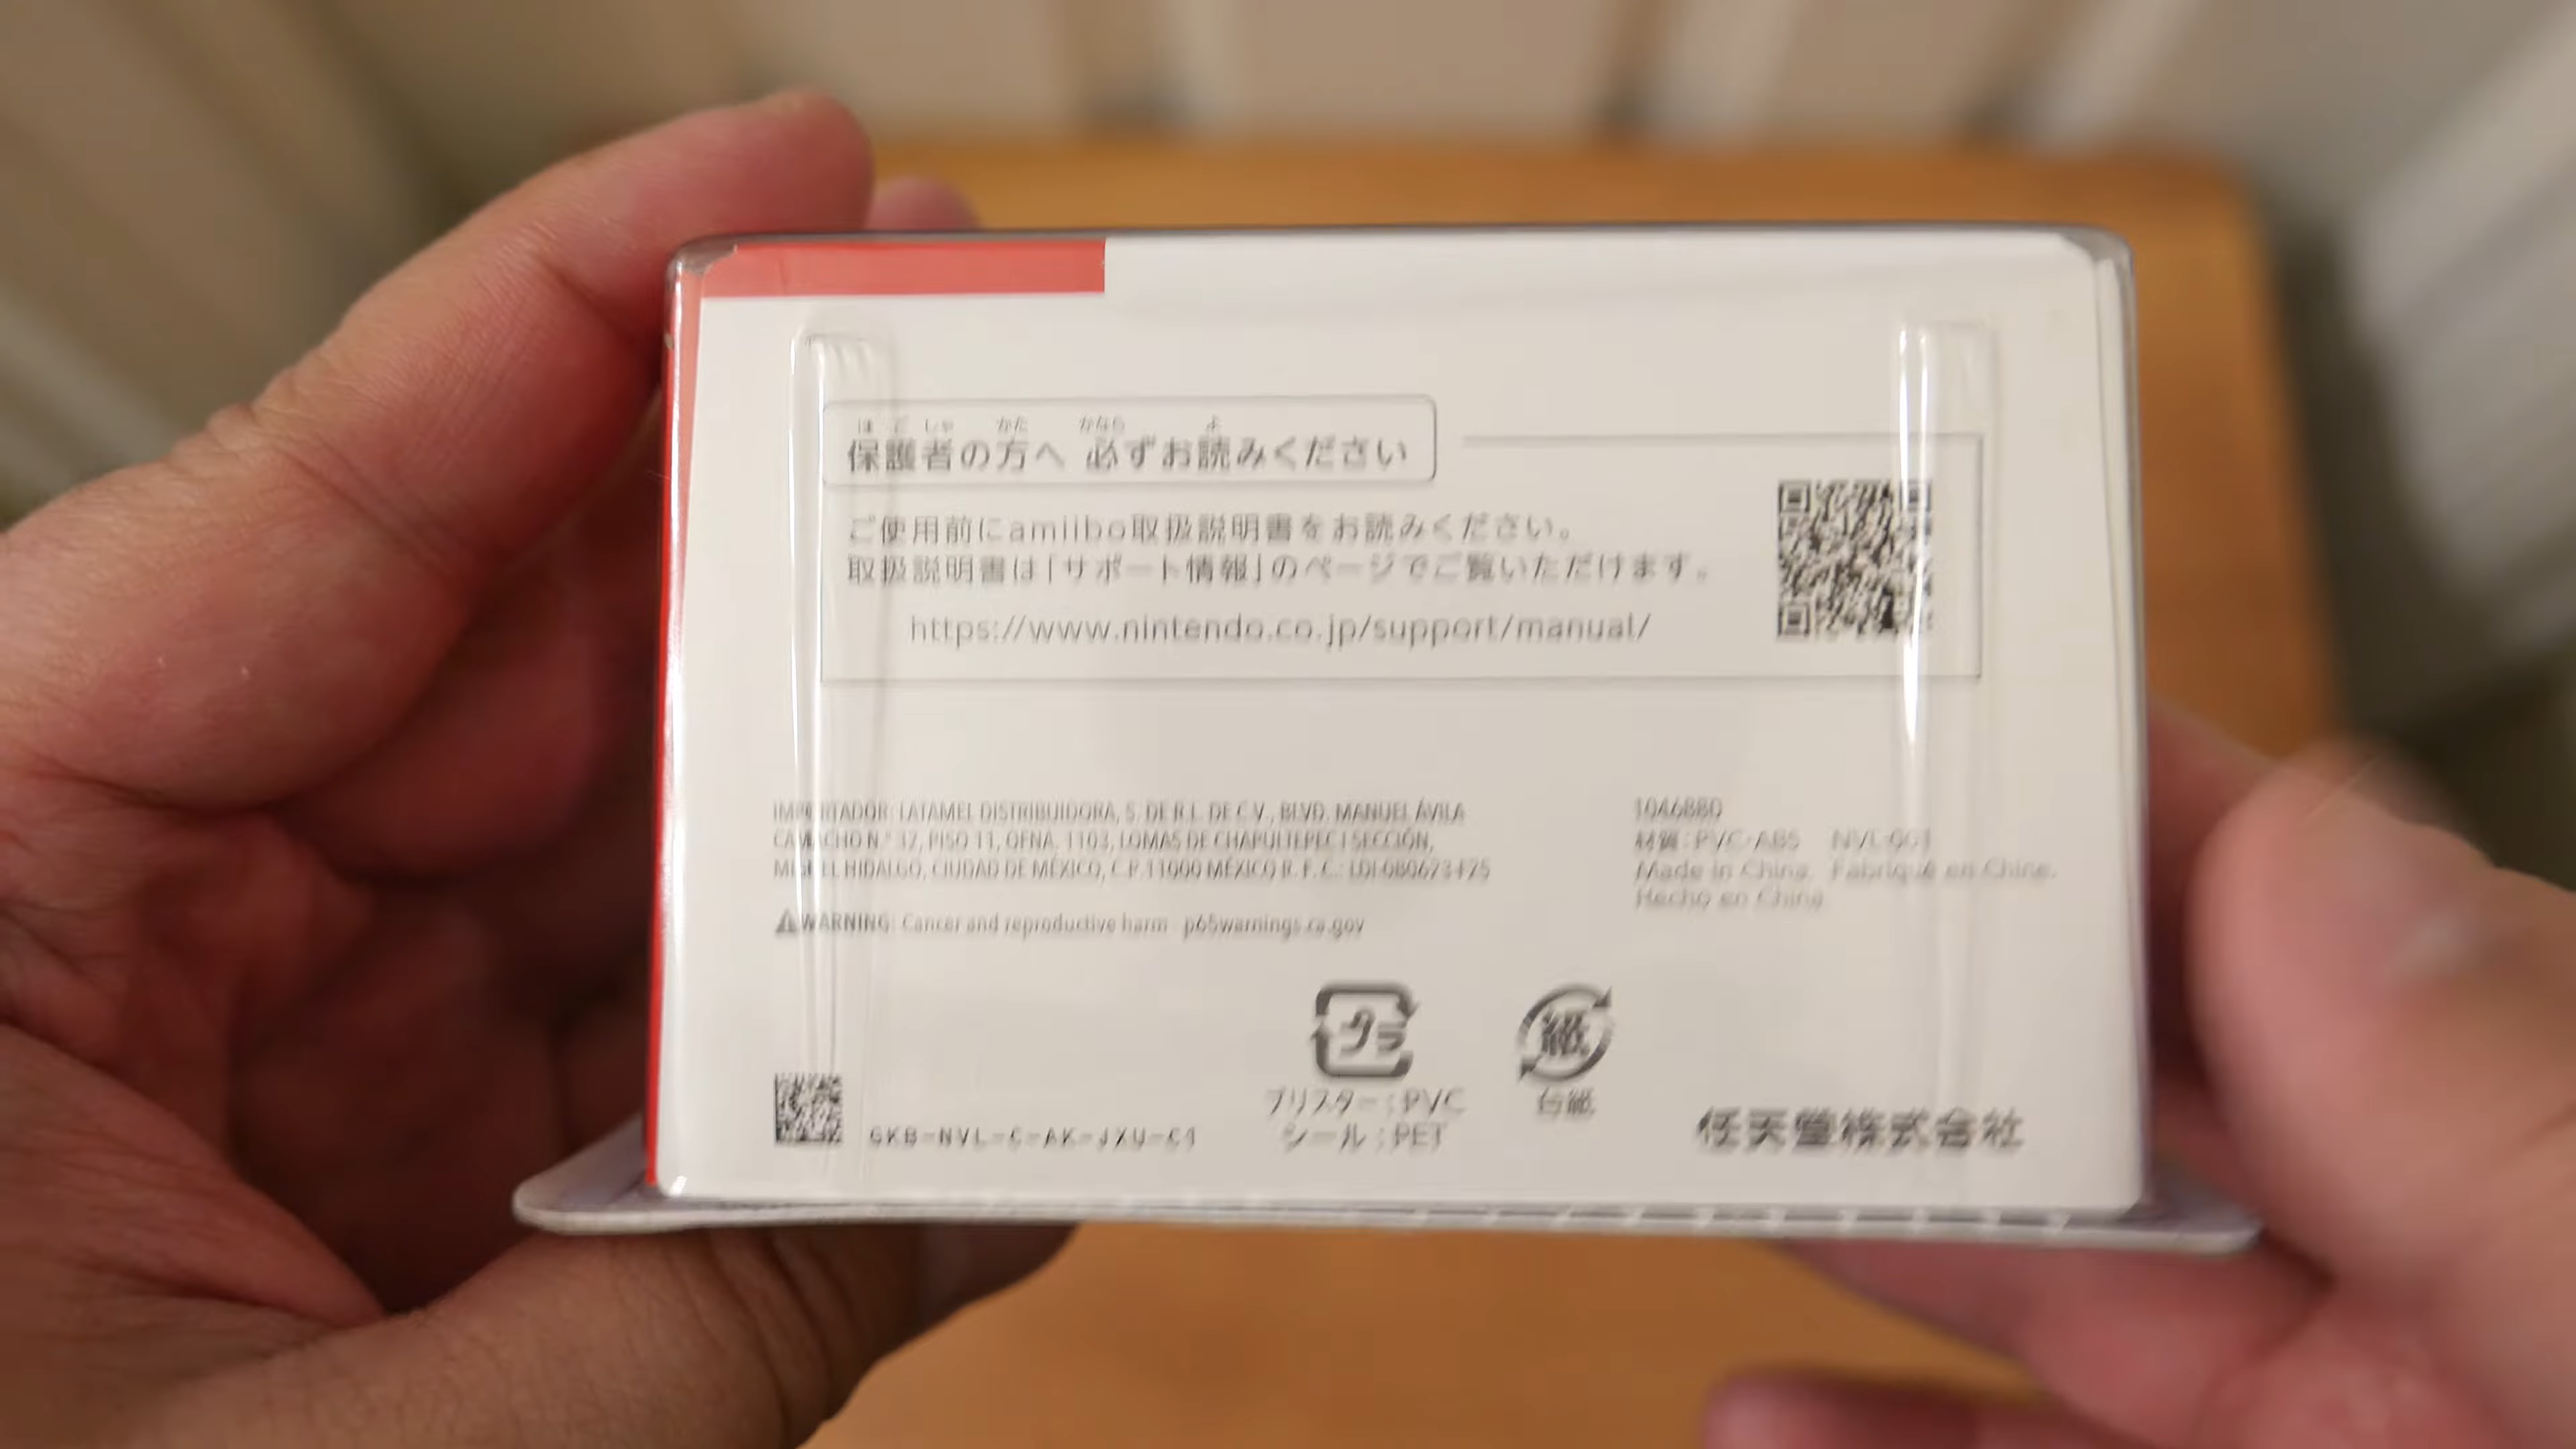 ほごしゃ かた かなら よ
保護者の方へ 必ずお読みください
ご使用前にamiibo取扱説明書をお読みください。
取扱説明書は「サポート情報」のページでご覧いただけます。
https://www.nintendo.co.jp/support/manual/
IMPORTADOR: LATAMEL DISTRIBUIDORA, S. DE R.L. DE C.V., BLVD. MANUEL ÁVILA
CAMACHO N.° 32, PISO 11, OFNA. 1103, LOMAS DE CHAPULTEPEC I SECCIÓN,
MIGUEL HIDALGO, CIUDAD DE MÉXICO, C.P. 11000 MÉXICO R. F. C.:
WARNING: Cancer and reproductive harm p65warnings.ca.gov
104688D
材質:PVC・ABS NVL-001
Made in China. Fabriqué en Chine.
Hecho en China.
プラ
ブリスター:PVC
シール:PET
紙
台紙
任天堂株式会社